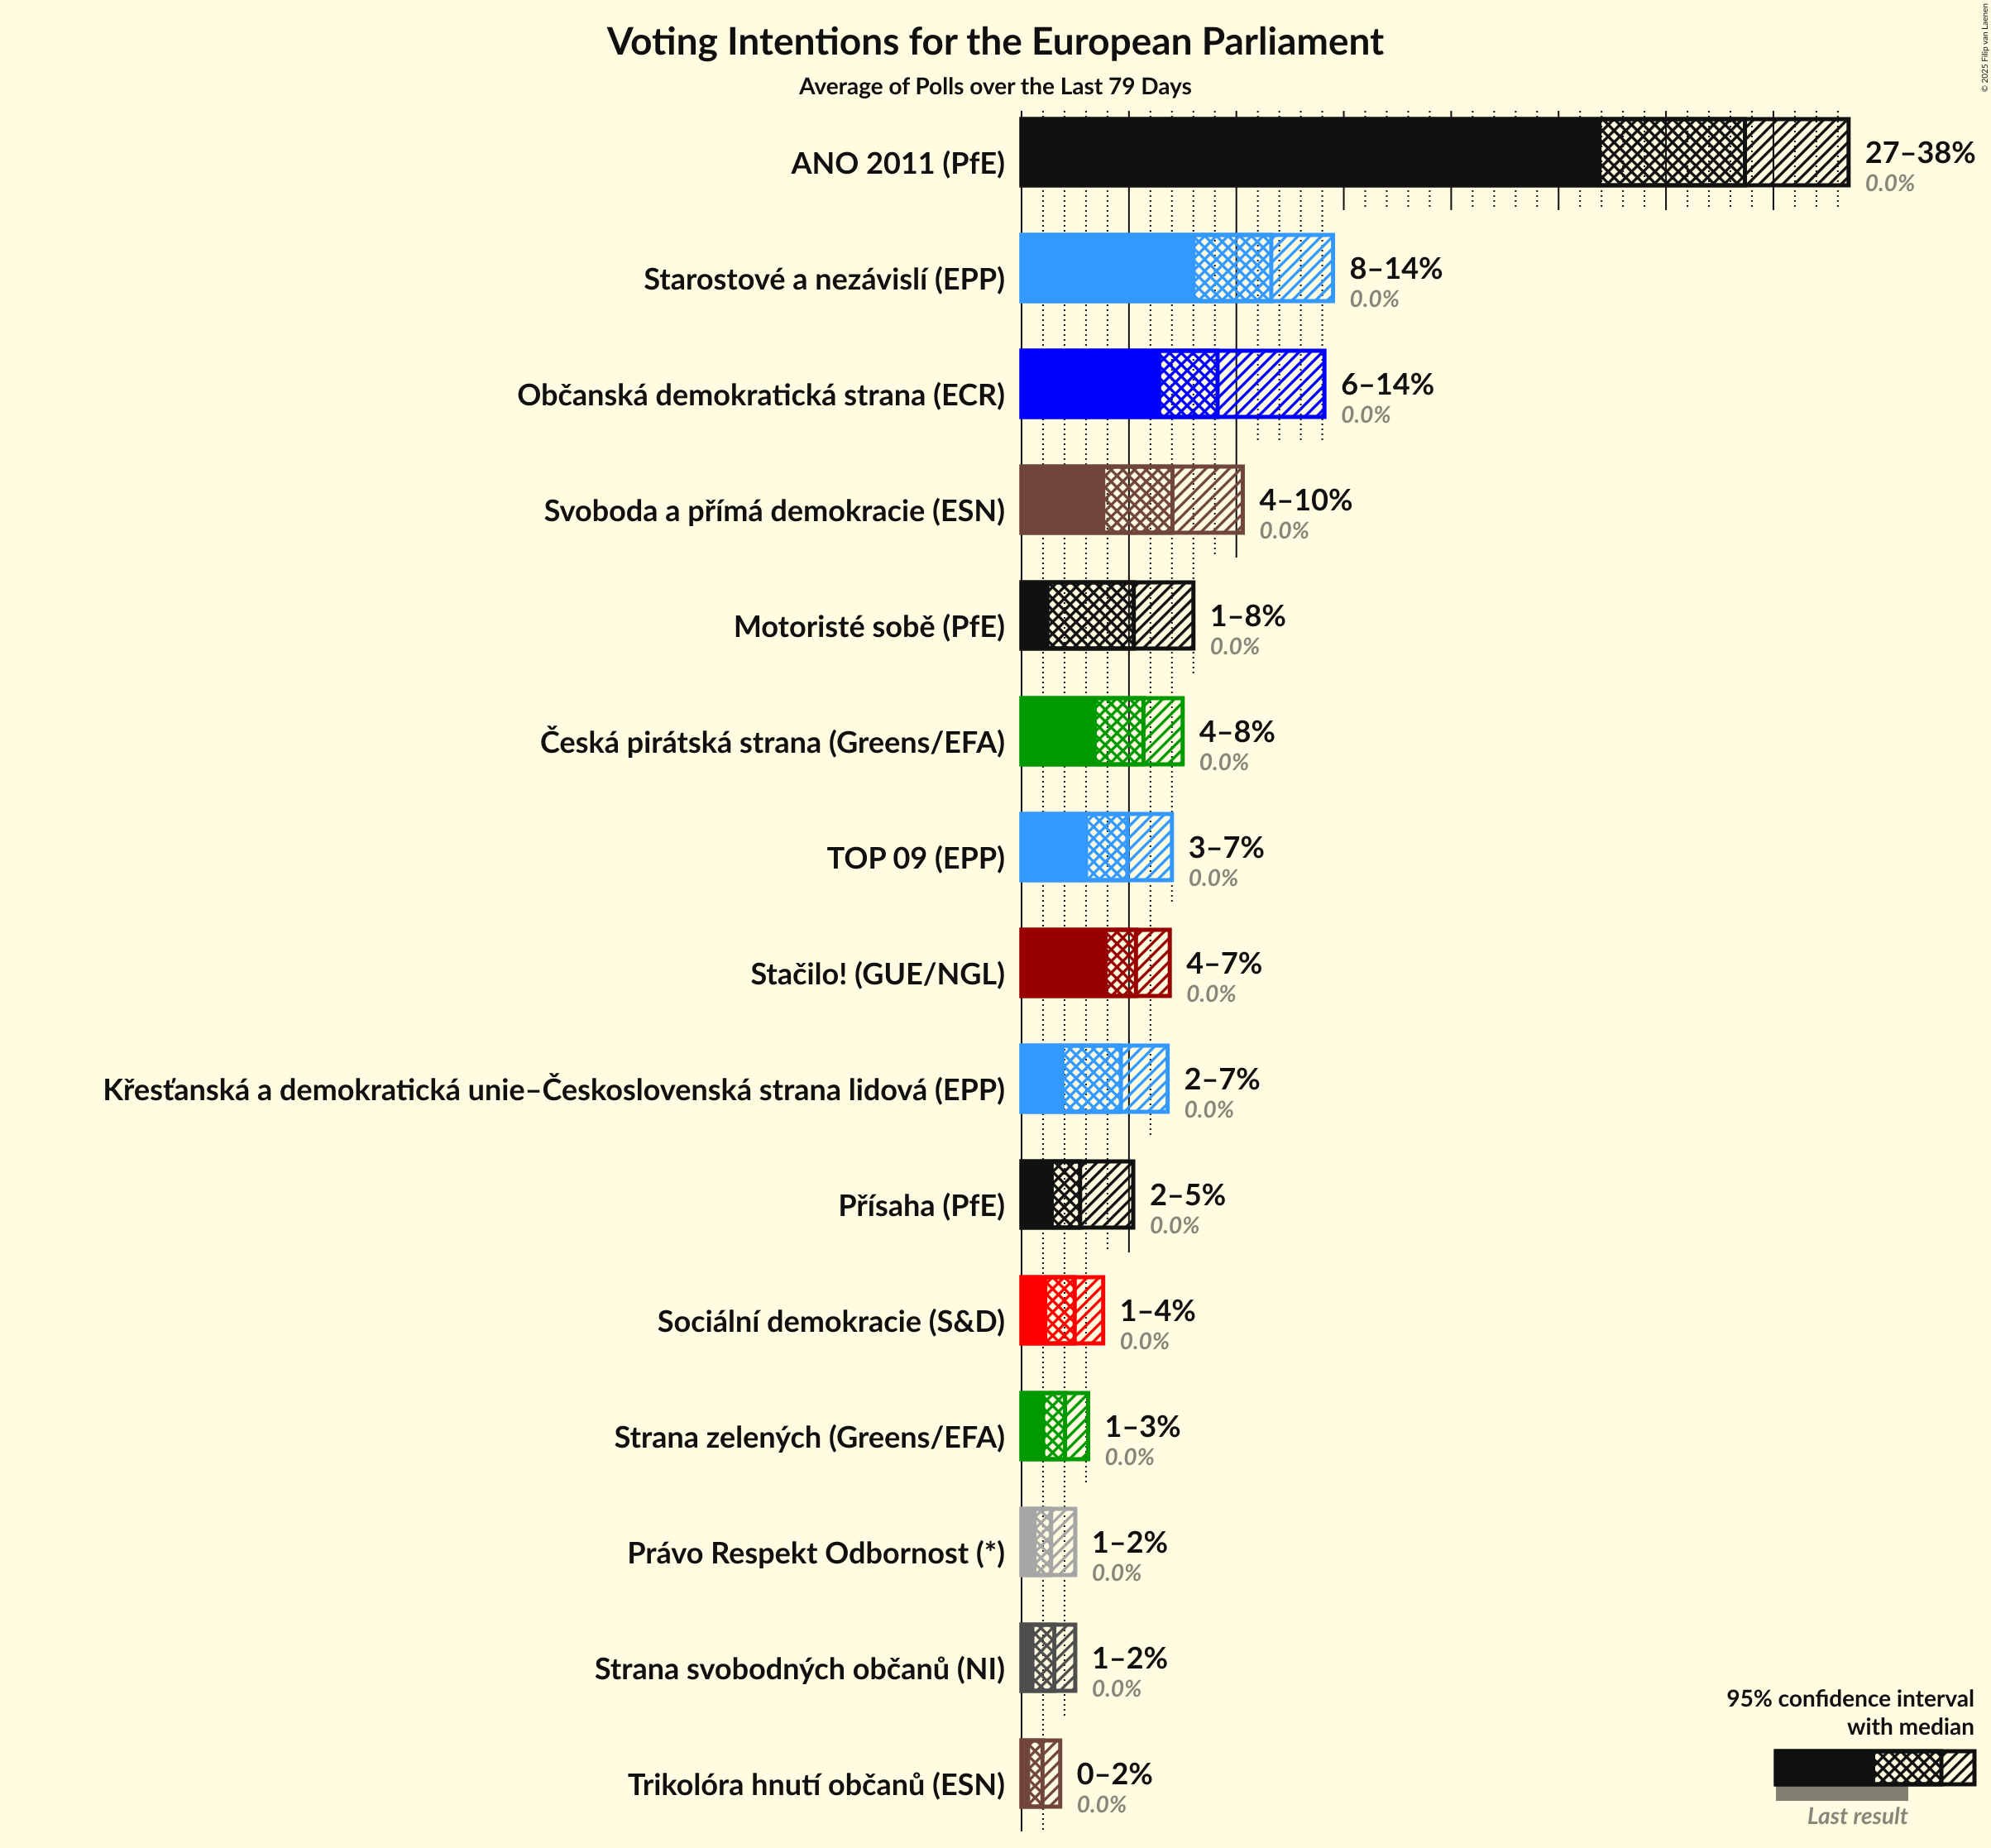 Voting Intentions for the European Parliament
Average of Polls over the Last 79 Days
© 2025 Filip van Laenen
ANO 2011 (PfE)
27–38%
0.0%
Starostové a nezávislí (EPP)
8–14%
0.0%
Občanská demokratická strana (ECR)
6–14%
0.0%
Svoboda a přímá demokracie (ESN)
4–10%
0.0%
Motoristé sobě (PfE)
1–8%
0.0%
Česká pirátská strana (Greens/EFA)
4–8%
0.0%
TOP 09 (EPP)
3–7%
0.0%
Stačilo! (GUE/NGL)
4–7%
0.0%
Křesťanská a demokratická unie–Československá strana lidová (EPP)
2–7%
0.0%
Přísaha (PfE)
2–5%
0.0%
Sociální demokracie (S&D)
1–4%
0.0%
Strana zelených (Greens/EFA)
1–3%
0.0%
Právo Respekt Odbornost (*)
1–2%
0.0%
Strana svobodných občanů (NI)
1–2%
0.0%
Trikolóra hnutí občanů (ESN)
0–2%
0.0%
95% confidence interval
with median
Last result